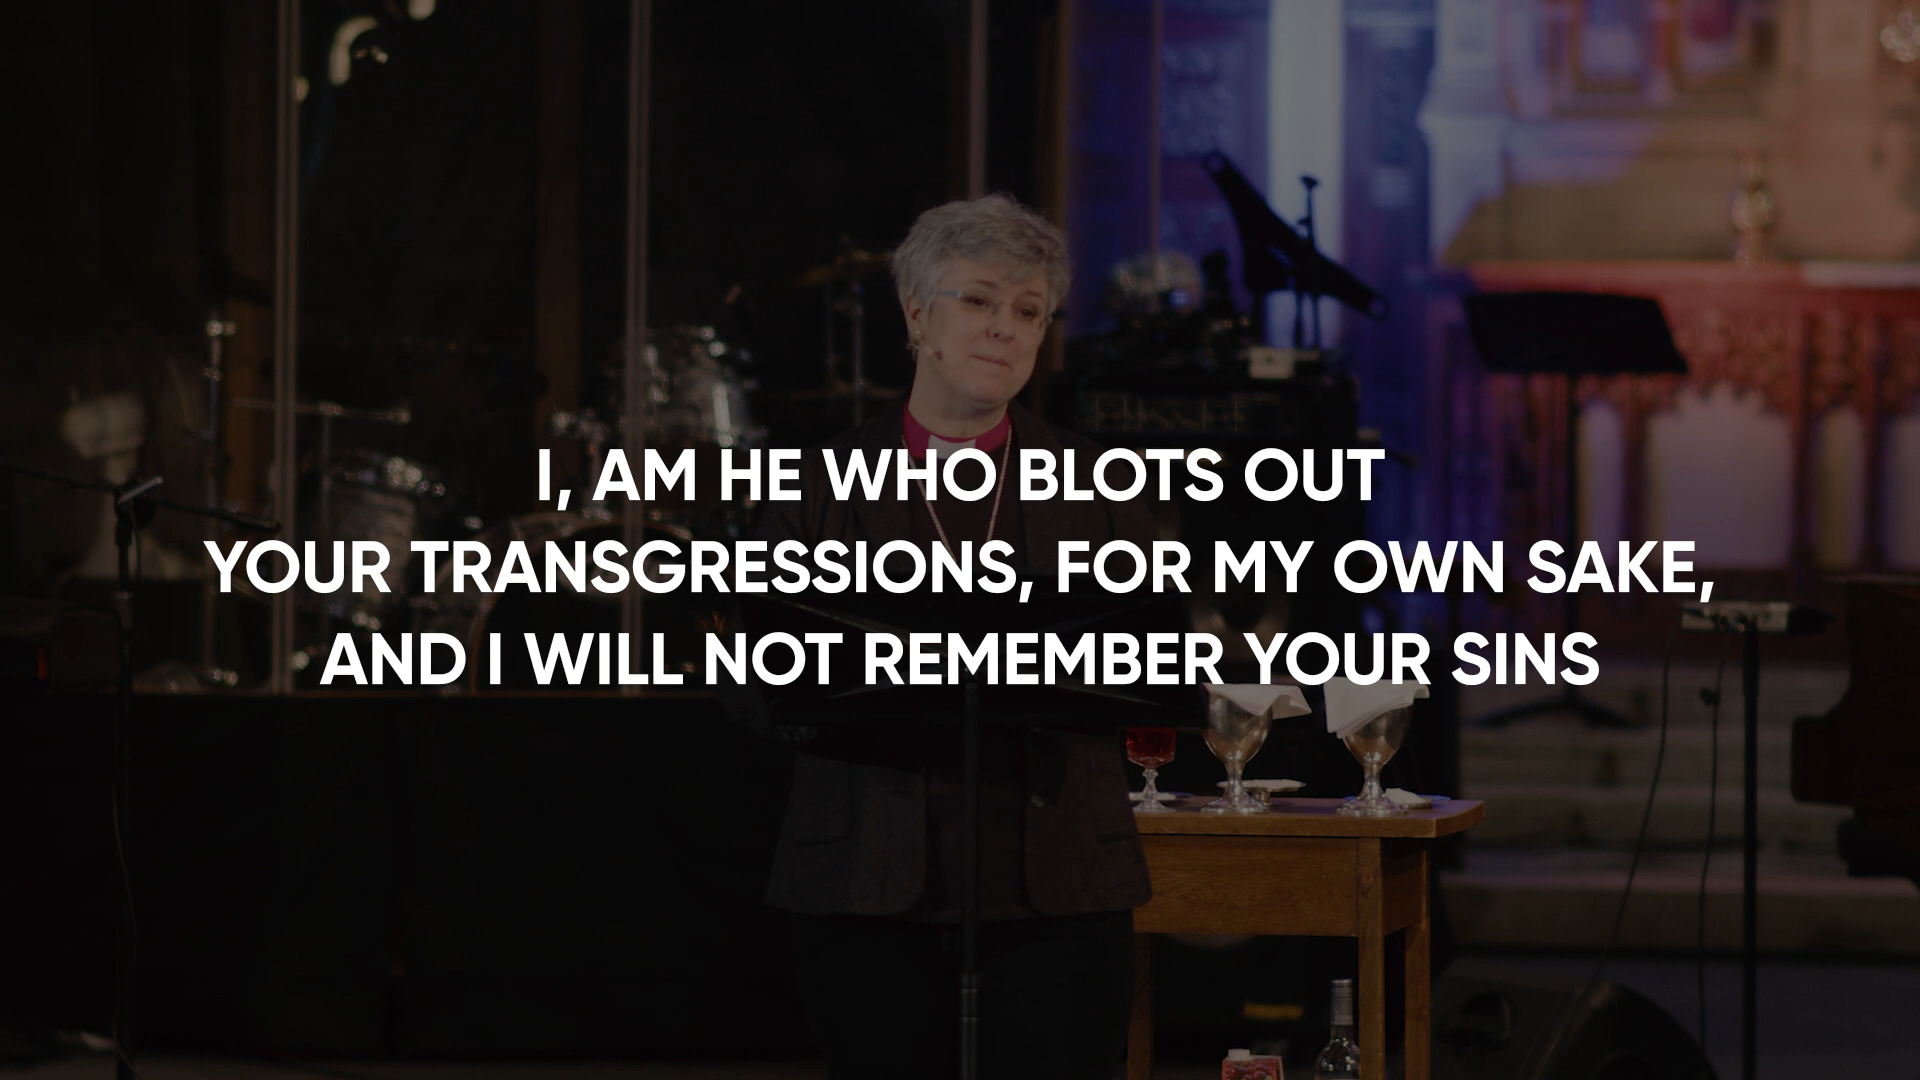 I, AM HE WHO BLOTS OUT
YOUR TRANSGRESSIONS, FOR MY OWN SAKE,
AND I WILL NOT REMEMBER YOUR SINS